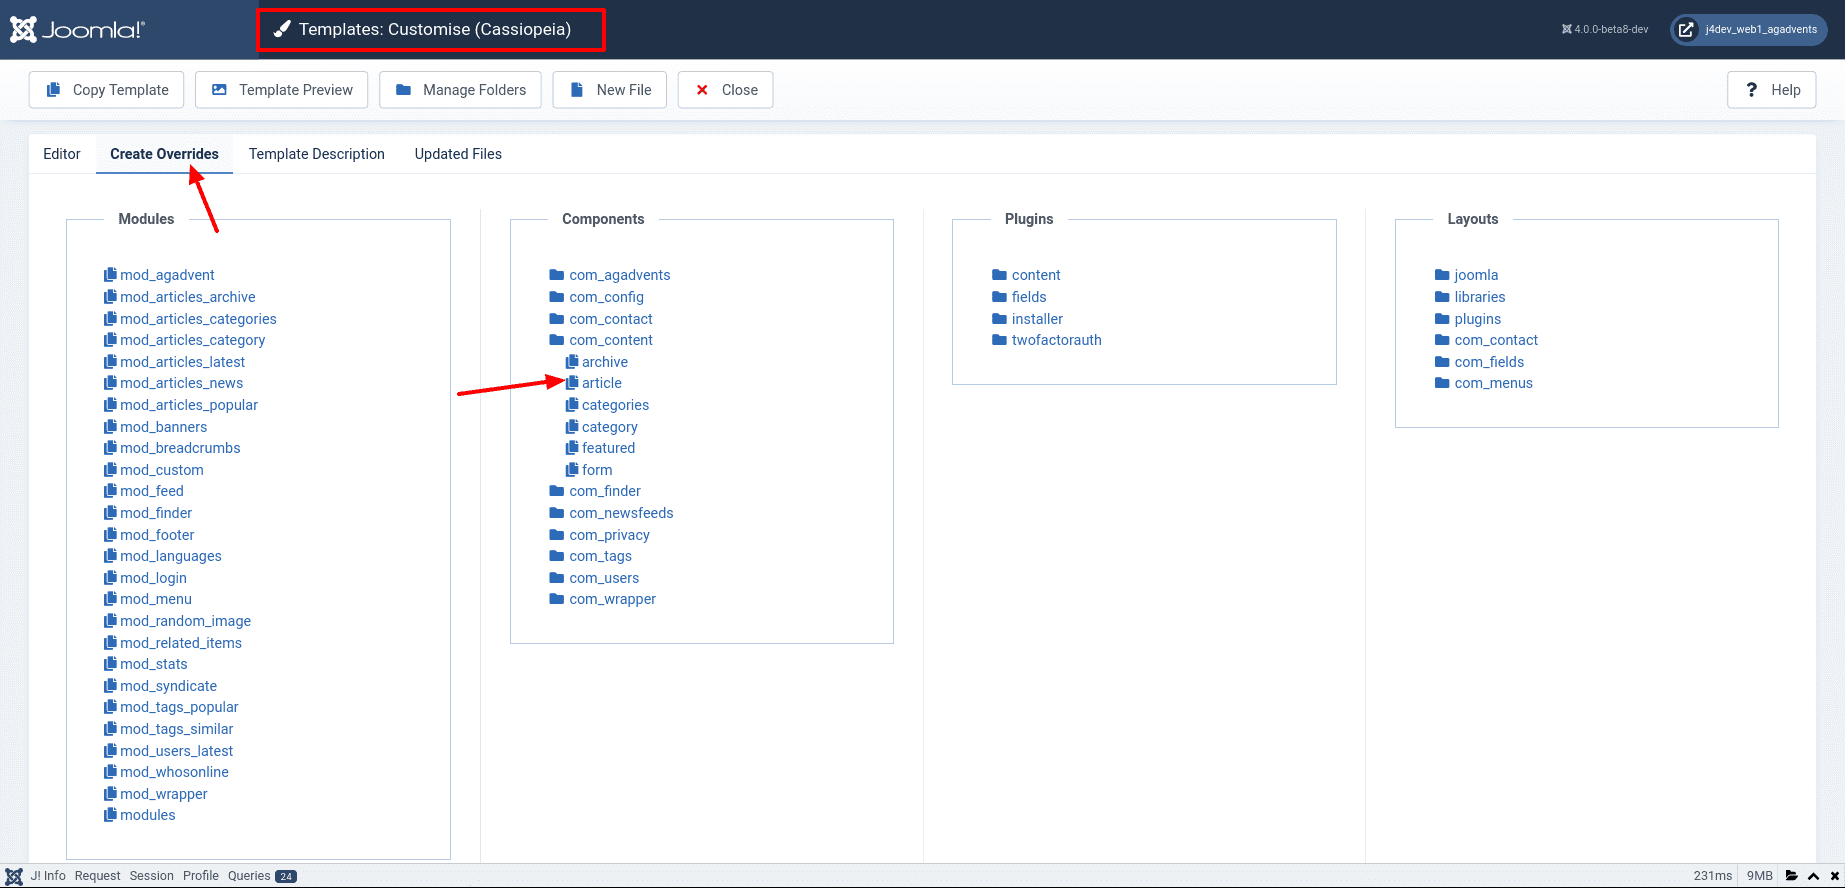 Joomla!®
Templates: Customise (Cassiopeia)
4.0.0-beta8-dev
j4dev_web1_agadvents
Copy Template
Template Preview
Manage Folders
New File
Close
? Help
Editor
Create Overrides
Template Description
Updated Files
Modules
mod_agadvent
mod_articles_archive
mod_articles_categories
mod_articles_category
mod_articles_latest
mod_articles_news
mod_articles_popular
mod_banners
mod_breadcrumbs
mod_custom
mod_feed
mod_finder
mod_footer
mod_languages
mod_login
mod_menu
mod_random_image
mod_related_items
mod_stats
mod_syndicate
mod_tags_popular
mod_tags_similar
mod_users_latest
mod_whosonline
mod_wrapper
modules
Components
com_agadvents
com_config
com_contact
com_content
archive
article
categories
category
featured
form
com_finder
com_newsfeeds
com_privacy
com_tags
com_users
com_wrapper
Plugins
content
fields
installer
twofactorauth
Layouts
joomla
libraries
plugins
com_contact
com_fields
com_menus
J! Info
Request
Session
Profile
Queries 24
231ms
9MB